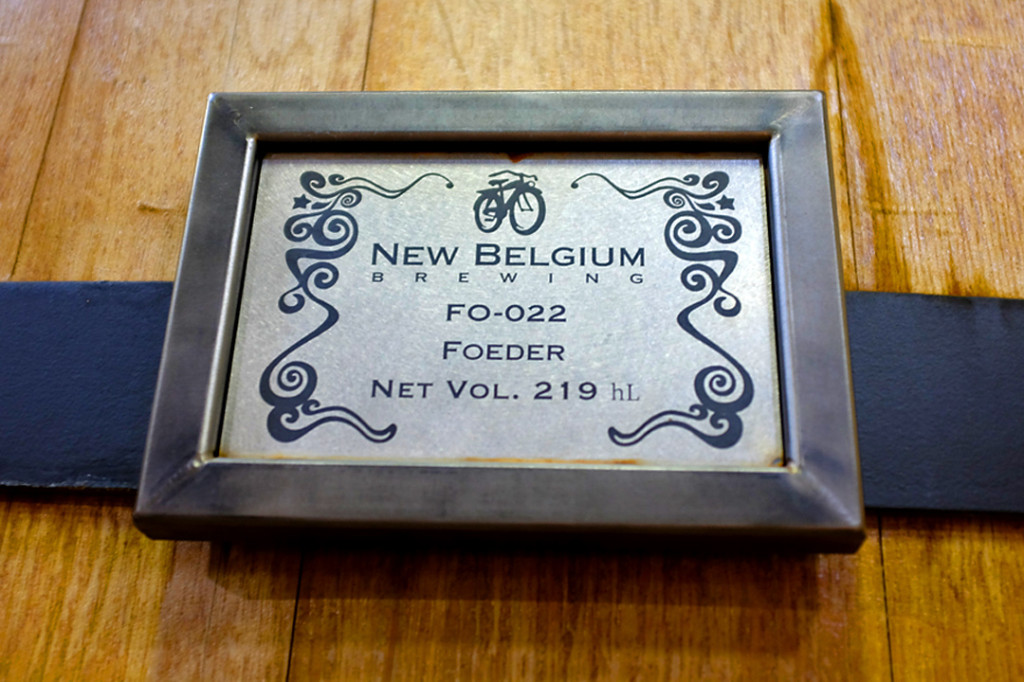 NEW BELGIUM
BREWING
FO-022
FOEDER
NET VOL. 219 hL